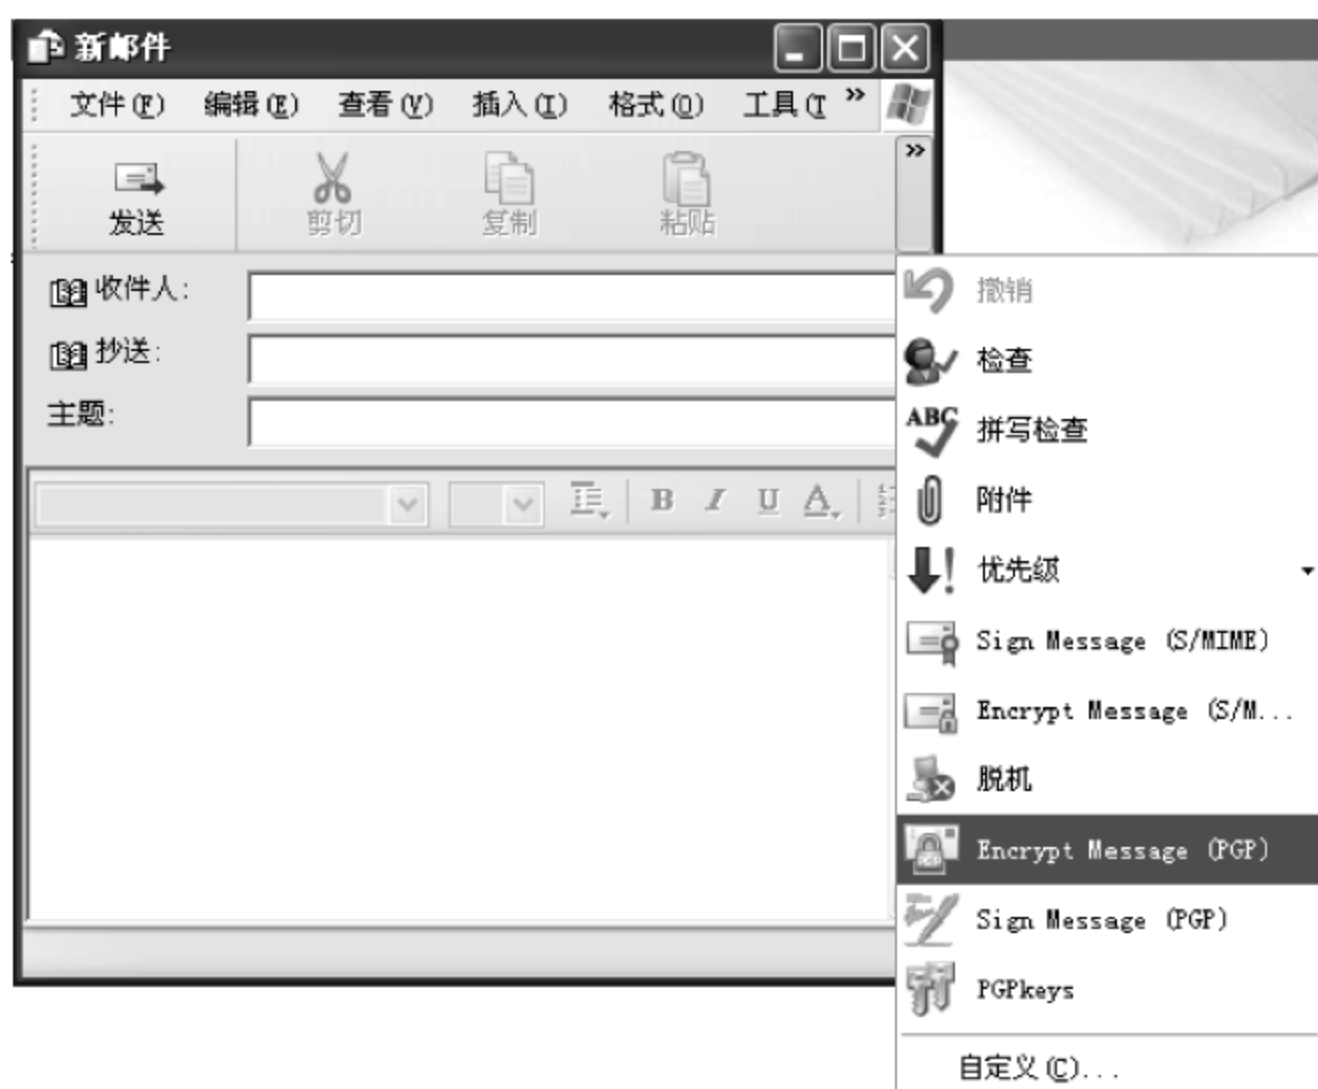 新邮件
文件(F) 编辑(E) 查看(V) 插入(I) 格式(O) 工具(T »
发送 剪切 复制 粘贴 »
收件人:
抄送:
主题:
B I U A
撤销
检查
ABC 拼写检查
附件
优先级
Sign Message (S/MIME)
Encrypt Message (S/M...
脱机
Encrypt Message (PGP)
Sign Message (PGP)
PGPkeys
自定义(C)...